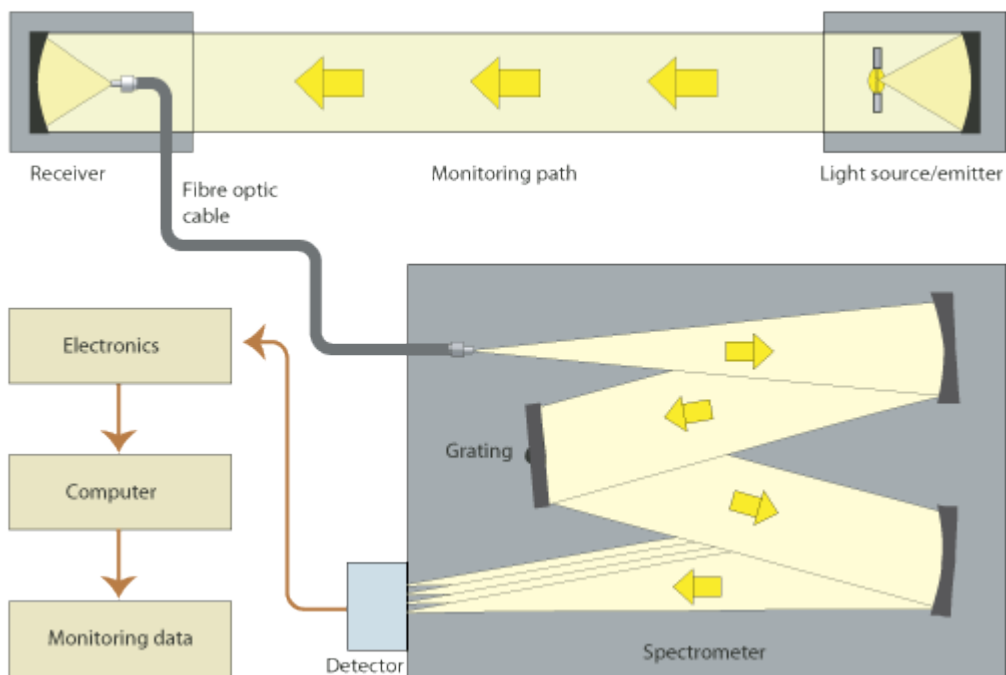 Receiver
Monitoring path
Light source/emitter
Fibre optic
cable
Electronics
Grating
Computer
Monitoring data
Detector
Spectrometer